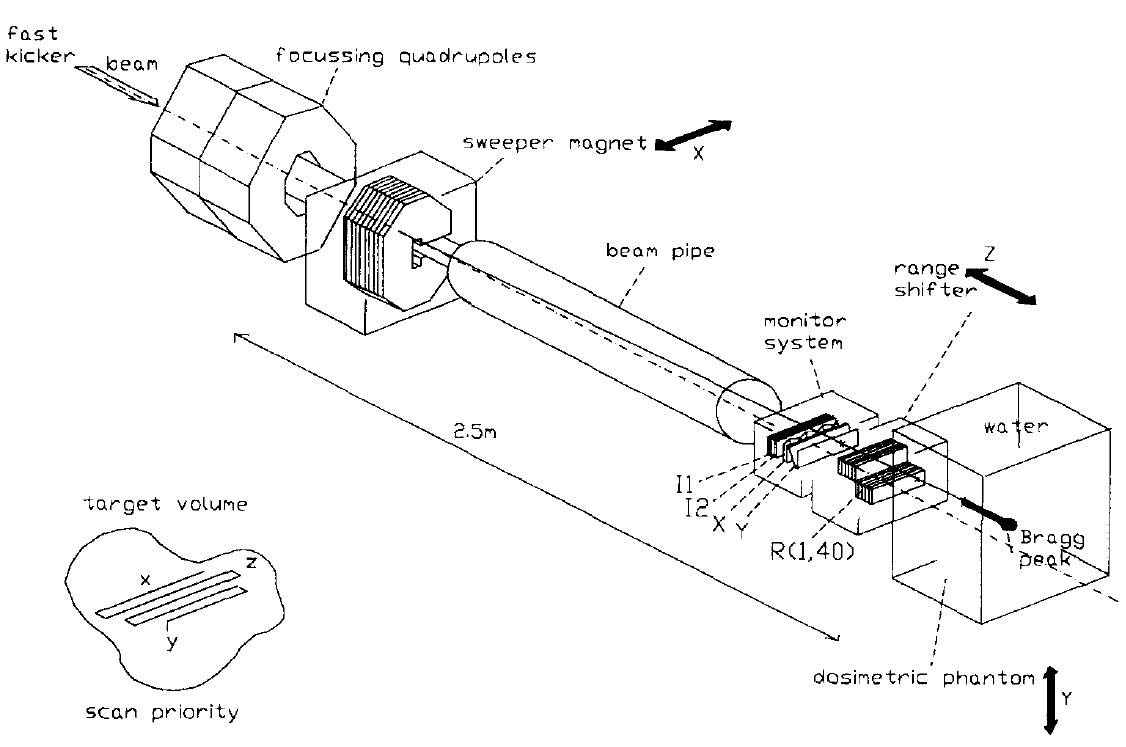 fast
kicker
beam
focussing quadrupoles
sweeper magnet
X
beam pipe
Z
range
shifter
monitor
system
water
2.5m
I1
I2
X
Y
R(1,40)
Bragg
peak
target volume
x
z
y
scan priority
dosimetric phantom
Y